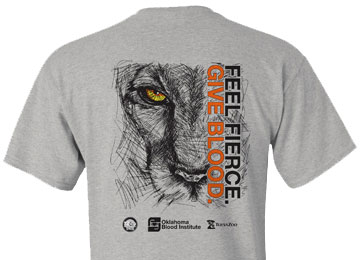 FEEL FIERCE.
GIVE BLOOD.
Oklahoma
Blood Institute